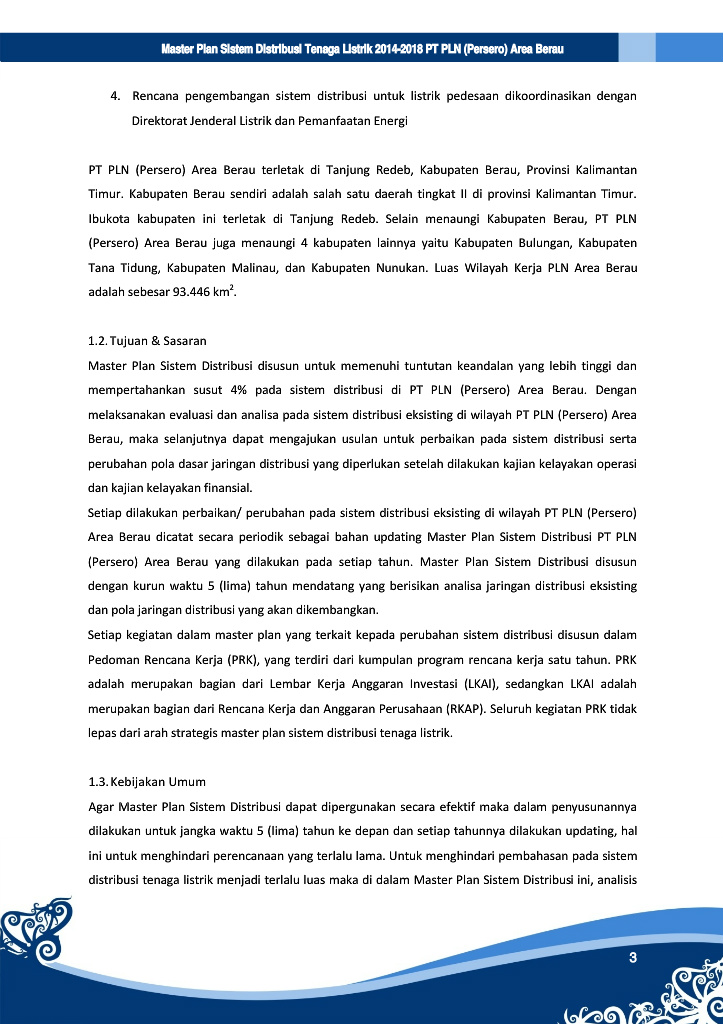 Master Plan Sistem Distribusi Tenaga Listrik 2014-2018 PT PLN (Persero) Area Berau
4. Rencana pengembangan sistem distribusi untuk listrik pedesaan dikoordinasikan dengan
Direktorat Jenderal Listrik dan Pemanfaatan Energi
PT PLN (Persero) Area Berau terletak di Tanjung Redeb, Kabupaten Berau, Provinsi Kalimantan
Timur. Kabupaten Berau sendiri adalah salah satu daerah tingkat II di provinsi Kalimantan Timur.
Ibukota kabupaten ini terletak di Tanjung Redeb. Selain menaungi Kabupaten Berau, PT PLN
(Persero) Area Berau juga menaungi 4 kabupaten lainnya yaitu Kabupaten Bulungan, Kabupaten
Tana Tidung, Kabupaten Malinau, dan Kabupaten Nunukan. Luas Wilayah Kerja PLN Area Berau
adalah sebesar 93.446 km².
1.2. Tujuan & Sasaran
Master Plan Sistem Distribusi disusun untuk memenuhi tuntutan keandalan yang lebih tinggi dan
mempertahankan susut 4% pada sistem distribusi di PT PLN (Persero) Area Berau. Dengan
melaksanakan evaluasi dan analisa pada sistem distribusi eksisting di wilayah PT PLN (Persero) Area
Berau, maka selanjutnya dapat mengajukan usulan untuk perbaikan pada sistem distribusi serta
perubahan pola dasar jaringan distribusi yang diperlukan setelah dilakukan kajian kelayakan operasi
dan kajian kelayakan finansial.
Setiap dilakukan perbaikan/ perubahan pada sistem distribusi eksisting di wilayah PT PLN (Persero)
Area Berau dicatat secara periodik sebagai bahan updating Master Plan Sistem Distribusi PT PLN
(Persero) Area Berau yang dilakukan pada setiap tahun. Master Plan Sistem Distribusi disusun
dengan kurun waktu 5 (lima) tahun mendatang yang berisikan analisa jaringan distribusi eksisting
dan pola jaringan distribusi yang akan dikembangkan.
Setiap kegiatan dalam master plan yang terkait kepada perubahan sistem distribusi disusun dalam
Pedoman Rencana Kerja (PRK), yang terdiri dari kumpulan program rencana kerja satu tahun. PRK
adalah merupakan bagian dari Lembar Kerja Anggaran Investasi (LKAI), sedangkan LKAI adalah
merupakan bagian dari Rencana Kerja dan Anggaran Perusahaan (RKAP). Seluruh kegiatan PRK tidak
lepas dari arah strategis master plan sistem distribusi tenaga listrik.
1.3. Kebijakan Umum
Agar Master Plan Sistem Distribusi dapat dipergunakan secara efektif maka dalam penyusunannya
dilakukan untuk jangka waktu 5 (lima) tahun ke depan dan setiap tahunnya dilakukan updating, hal
ini untuk menghindari perencanaan yang terlalu lama. Untuk menghindari pembahasan pada sistem
distribusi tenaga listrik menjadi terlalu luas maka di dalam Master Plan Sistem Distribusi ini, analisis
3